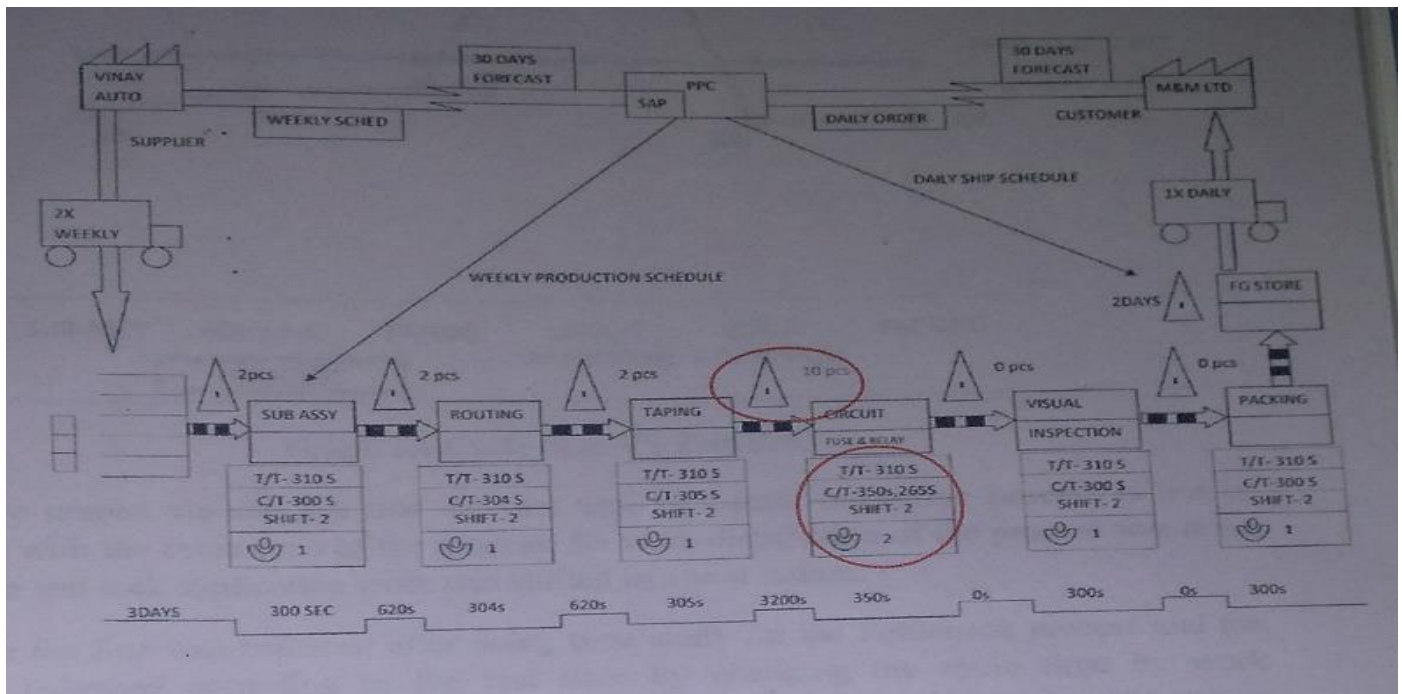 VINAY
AUTO
30 DAYS
FORECAST
PPC
SAP
30 DAYS
FORECAST
M&M LTD
WEEKLY SCHED
DAILY ORDER
CUSTOMER
SUPPLIER
DAILY SHIP SCHEDULE
2X
WEEKLY
1X DAILY
WEEKLY PRODUCTION SCHEDULE
2DAYS
FG STORE
2pcs
2 pcs
2 pcs
10 pcs
0 pcs
0 pcs
SUB ASSY
ROUTING
TAPING
CIRCUIT
FUSE & RELAY
VISUAL
INSPECTION
PACKING
T/T- 310 S
C/T-300 S
SHIFT- 2
1
T/T- 310 S
C/T-304 S
SHIFT- 2
1
T/T- 310 S
C/T-305 S
SHIFT- 2
1
T/T- 310 S
C/T-350s,265S
SHIFT- 2
2
T/T-310 S
C/T-300 S
SHIFT- 2
1
T/T-310 S
C/T-300 S
SHIFT- 2
1
3DAYS
300 SEC
620s
304s
620s
305s
3200s
350s
0s
300s
0s
300s